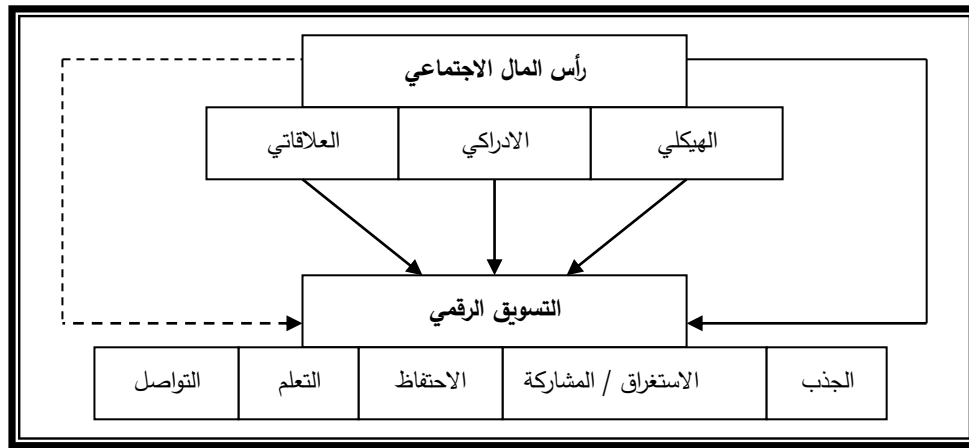 رأس المال الاجتماعي
الهيكلي
الادراكي
العلاقاتي
التسويق الرقمي
الجذب
الاستغراق / المشاركة
الاحتفاظ
التعلم
التواصل